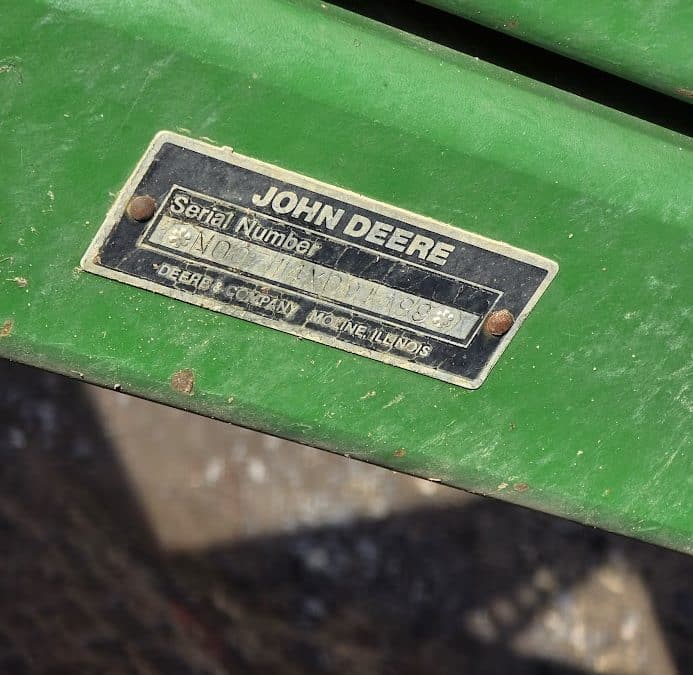 JOHN DEERE
Serial Number
DEERE & COMPANY MOLINE, ILLINOIS